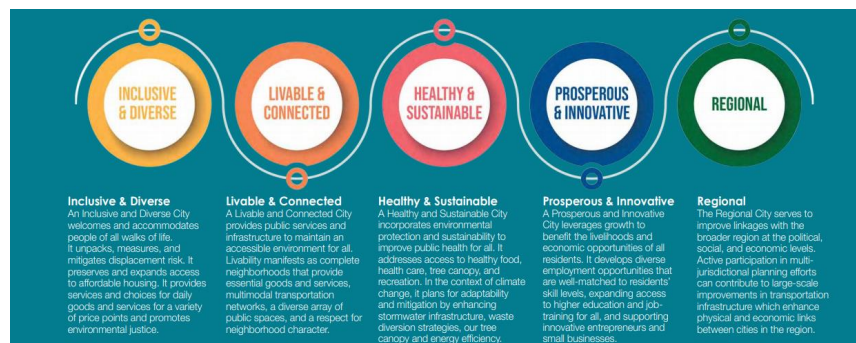 INCLUSIVE
& DIVERSE
LIVABLE &
CONNECTED
HEALTHY &
SUSTAINABLE
PROSPEROUS
& INNOVATIVE
REGIONAL
Inclusive & Diverse
An Inclusive and Diverse City
welcomes and accommodates
people of all walks of life.
It unpacks, measures, and
mitigates displacement risk. It
preserves and expands access
to affordable housing. It provides
services and choices for daily
goods and services for a variety
of price points and promotes
environmental justice.
Livable & Connected
A Livable and Connected City
provides public services and
infrastructure to maintain an
accessible environment for all.
Livability manifests as complete
neighborhoods that provide
essential goods and services,
multimodal transportation
networks, a diverse array of
public spaces, and a respect for
neighborhood character.
Healthy & Sustainable
A Healthy and Sustainable City
incorporates environmental
protection and sustainability to
improve public health for all. It
addresses access to healthy food,
health care, tree canopy, and
recreation. In the context of climate
change, it plans for adaptability
and mitigation by enhancing
stormwater infrastructure, waste
diversion strategies, our tree
canopy and energy efficiency.
Prosperous & Innovative
A Prosperous and Innovative
City leverages growth to
benefit the livelihoods and
economic opportunities of all
residents. It develops diverse
employment opportunities that
are well-matched to residents'
skill levels, expanding access
to higher education and job-
training for all, and supporting
innovative entrepreneurs and
small businesses.
Regional
The Regional City serves to
improve linkages with the
broader region at the political,
social, and economic levels.
Active participation in multi-
jurisdictional planning efforts
can contribute to large-scale
improvements in transportation
infrastructure which enhance
physical and economic links
between cities in the region.